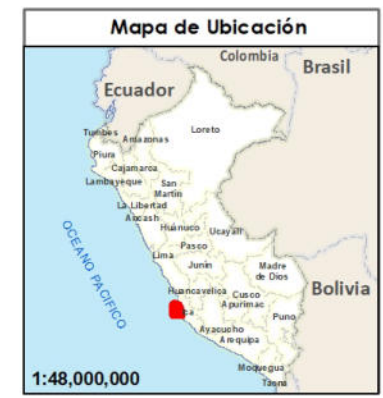 Mapa de Ubicación
Colombia
Brasil
Ecuador
Tumbes
Amazonas
Loreto
Piura
Cajamarca
Lambayeque
San
Martin
La Libertad
Ancash
Huánuco
Ucayali
Pasco
Lima
Junín
Madre
de Dios
OCEANO PACIFICO
Huancavelica
Cusco
Apurimac
Bolivia
Puno
Ayacucho
Arequipa
Moquegua
Tacna
1:48,000,000